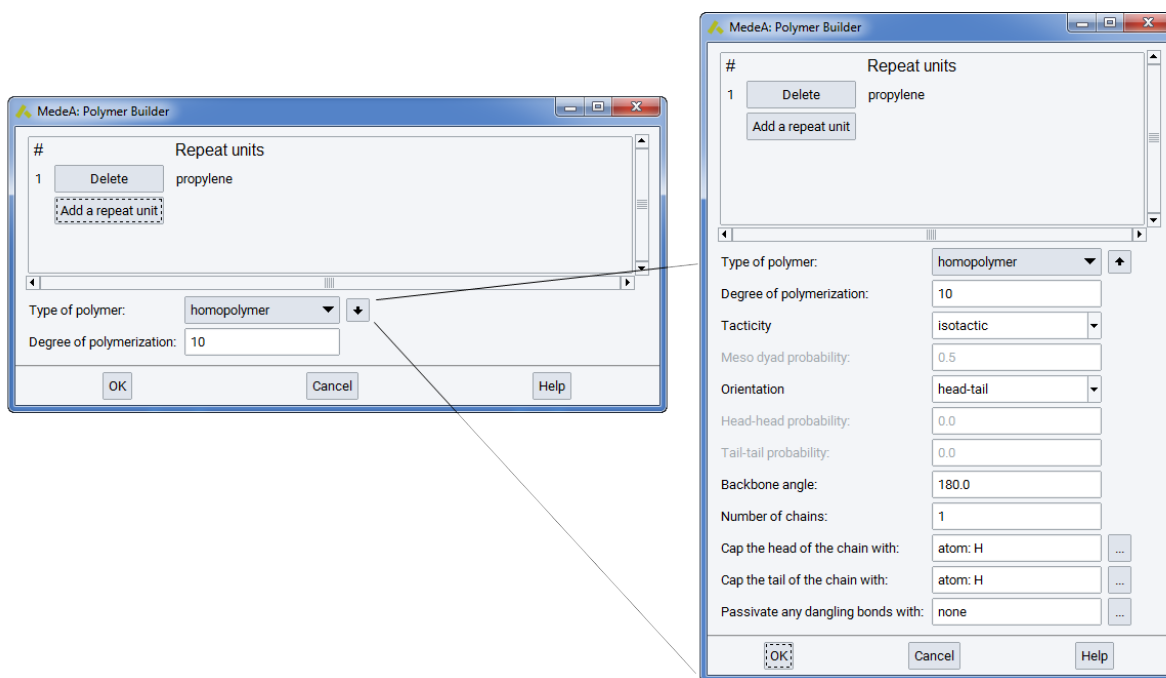 MedeA: Polymer Builder
# Repeat units
1 Delete propylene
Add a repeat unit
Type of polymer: homopolymer
Degree of polymerization: 10
OK Cancel Help
MedeA: Polymer Builder
# Repeat units
1 Delete propylene
Add a repeat unit
Type of polymer: homopolymer
Degree of polymerization: 10
Tacticity isotactic
Meso dyad probability: 0.5
Orientation head-tail
Head-head probability: 0.0
Tail-tail probability: 0.0
Backbone angle: 180.0
Number of chains: 1
Cap the head of the chain with: atom: H ...
Cap the tail of the chain with: atom: H ...
Passivate any dangling bonds with: none ...
OK Cancel Help